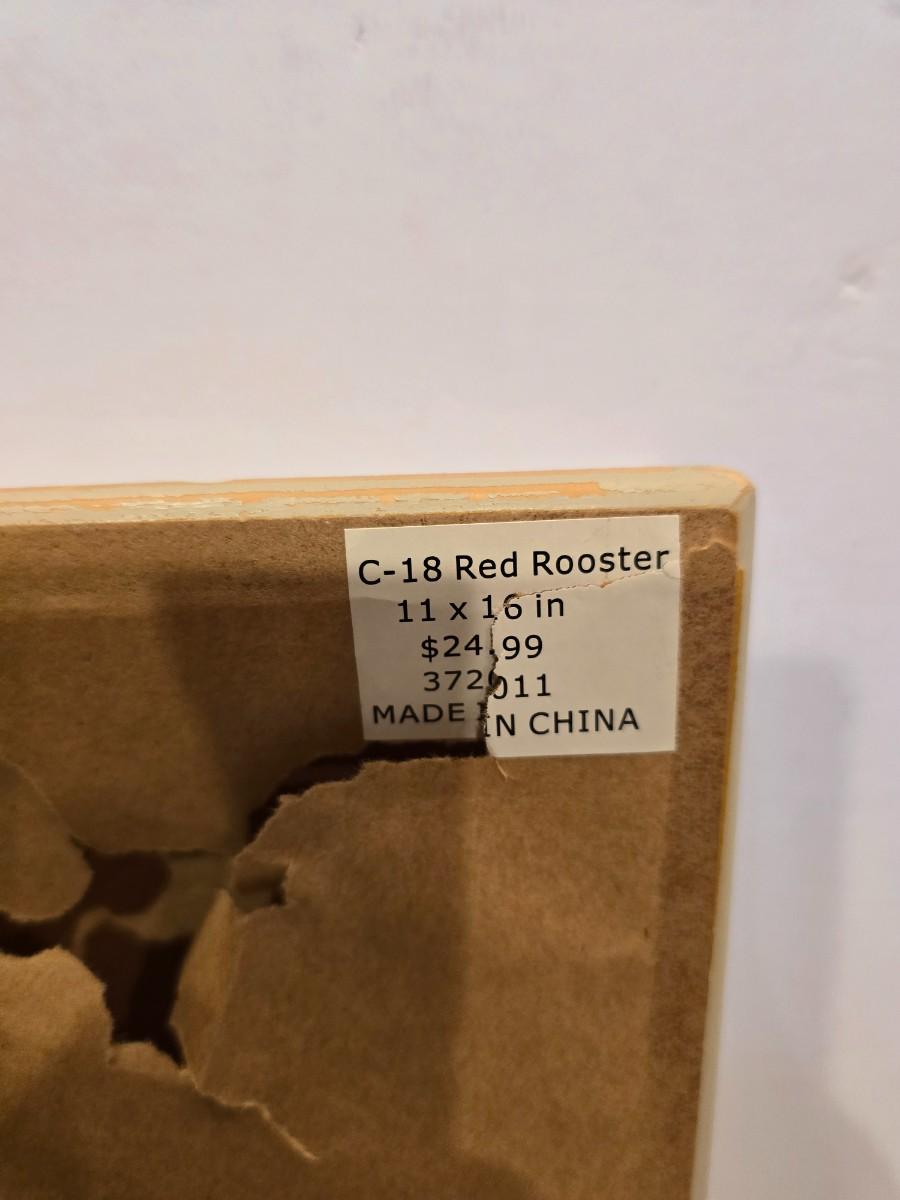 C-18 Red Rooster
11 x 16 in
$24.99
372011
MADE IN CHINA